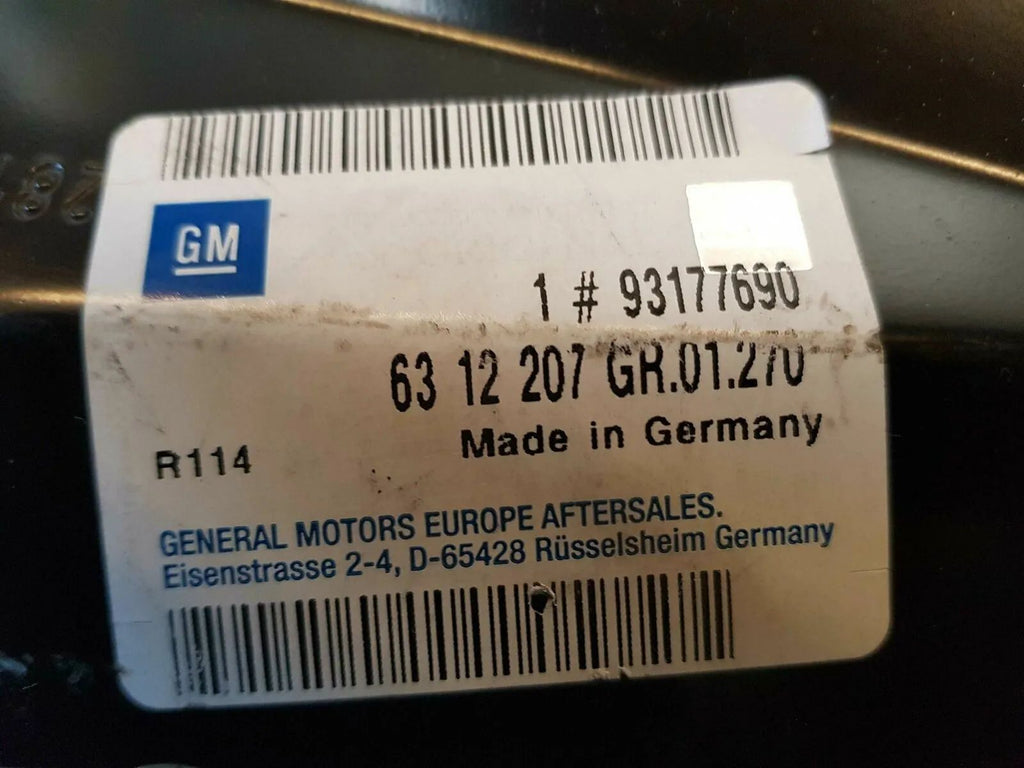 GM
1 # 93177690
63 12 207 GR.01.270
Made in Germany
R114
GENERAL MOTORS EUROPE AFTERSALES.
Eisenstrasse 2-4, D-65428 Rüsselsheim Germany